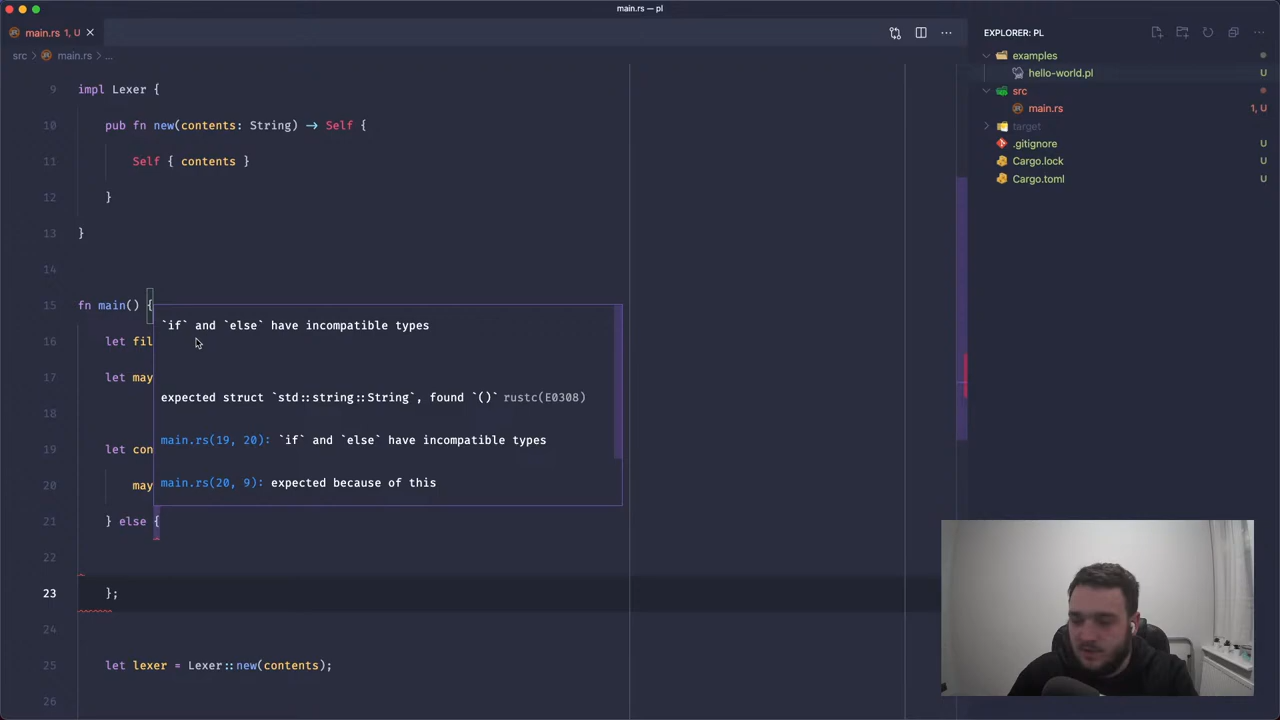 main.rs — pl
main.rs 1, U
EXPLORER: PL
src > main.rs > ...
examples
hello-world.pl U
src
main.rs 1, U
target
.gitignore U
Cargo.lock U
Cargo.toml U
9 impl Lexer {
10 pub fn new(contents: String) → Self {
11 Self { contents }
12 }
13 }
14
15 fn main() {
16 let fil
17 let may
18
19 let con
20 may
21 } else {
22
23 };
24
25 let lexer = Lexer::new(contents);
26
`if` and `else` have incompatible types
expected struct `std::string::String`, found `()` rustc(E0308)
main.rs(19, 20): `if` and `else` have incompatible types
main.rs(20, 9): expected because of this